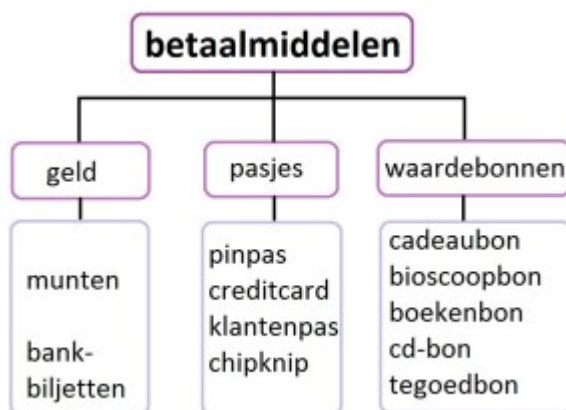 betaalmiddelen
geld
munten
bank-
biljetten
pasjes
pinpas
creditcard
klantenpas
chipknip
waardebonnen
cadeaubon
bioscoopbon
boekenbon
cd-bon
tegoedbon